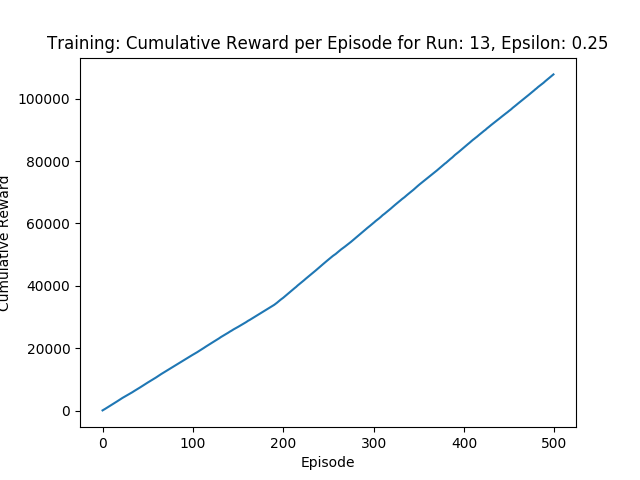 Training: Cumulative Reward per Episode for Run: 13, Epsilon: 0.25
100000
80000
60000
40000
20000
0
Cumulative Reward
0 100 200 300 400 500
Episode